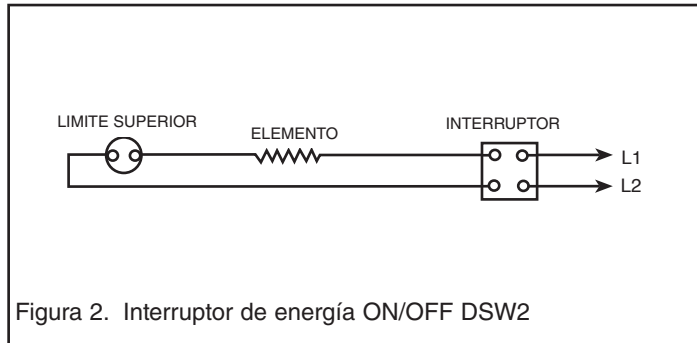 LIMITE SUPERIOR
ELEMENTO
INTERRUPTOR
L1
L2
Figura 2. Interruptor de energía ON/OFF DSW2